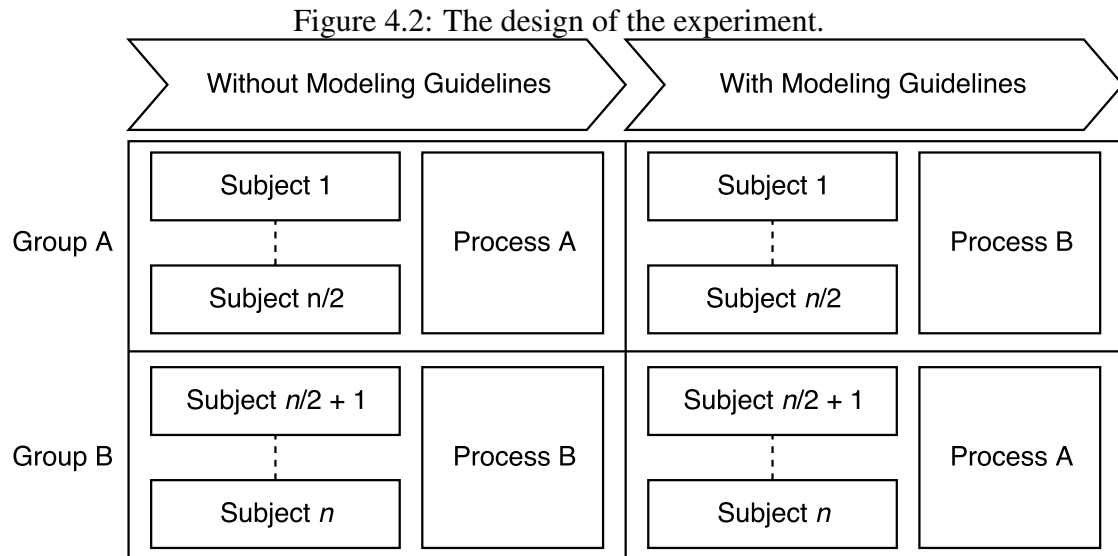 Figure 4.2: The design of the experiment.
Without Modeling Guidelines
With Modeling Guidelines
Group A
Subject 1
Subject n/2
Process A
Subject 1
Subject n/2
Process B
Group B
Subject n/2 + 1
Subject n
Process B
Subject n/2 + 1
Subject n
Process A